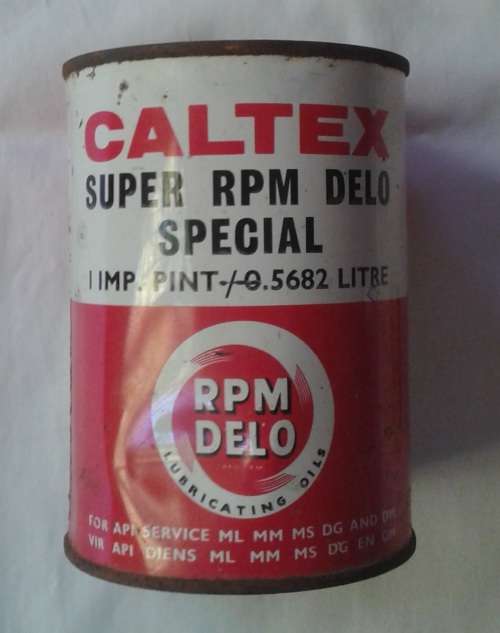 CALTEX
SUPER RPM DELO
SPECIAL
1 IMP. PINT-/-0.5682 LITRE
RPM
DELO
LUBRICATING OILS
FOR API SERVICE ML MM MS DG AND
VIR API DIENS ML MM MS DG EN